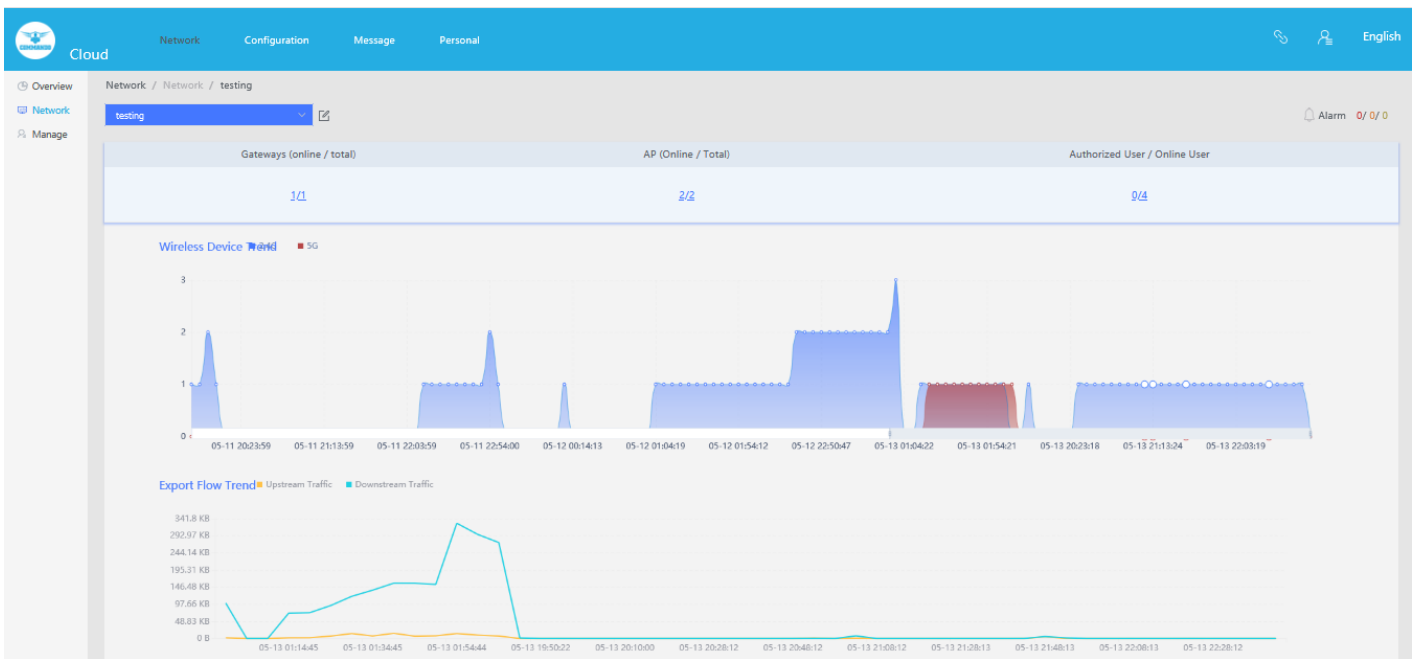 COMMANDO
Cloud
Network Configuration Message Personal
English
Overview
Network
Manage
Network / Network / testing
testing
Alarm 0/ 0/ 0
Gateways (online / total) AP (Online / Total) Authorized User / Online User
1/1 2/2 0/4
Wireless Device Trend 5G
3
2
1
0
05-11 20:23:59 05-11 21:13:59 05-11 22:03:59 05-11 22:54:00 05-12 00:14:13 05-12 01:04:19 05-12 01:54:12 05-12 22:50:47 05-13 01:04:22 05-13 01:54:21 05-13 20:23:18 05-13 21:13:24 05-13 22:03:19
Export Flow Trend Upstream Traffic Downstream Traffic
341.8 KB
292.97 KB
244.14 KB
195.31 KB
146.48 KB
97.66 KB
48.83 KB
0 B
05-13 01:14:45 05-13 01:34:45 05-13 01:54:44 05-13 19:50:22 05-13 20:10:00 05-13 20:28:12 05-13 20:48:12 05-13 21:08:12 05-13 21:28:13 05-13 21:48:13 05-13 22:08:13 05-13 22:28:12